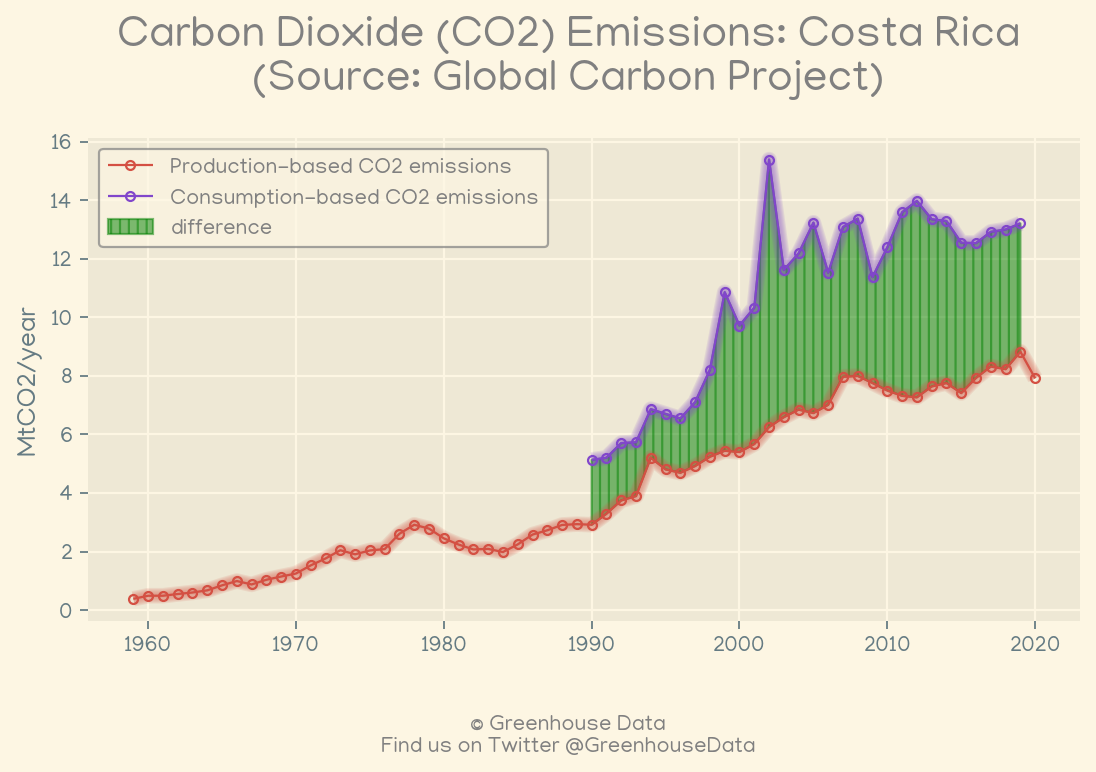 Carbon Dioxide (CO2) Emissions: Costa Rica
(Source: Global Carbon Project)
Production-based CO2 emissions
Consumption-based CO2 emissions
difference
MtCO2/year
16
14
12
10
8
6
4
2
0
1960 1970 1980 1990 2000 2010 2020
© Greenhouse Data
Find us on Twitter @GreenhouseData